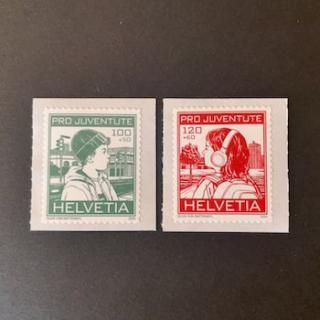 PRO JUVENTUTE
100
+50
HELVETIA
PRO JUVENTUTE
120
+60
HELVETIA